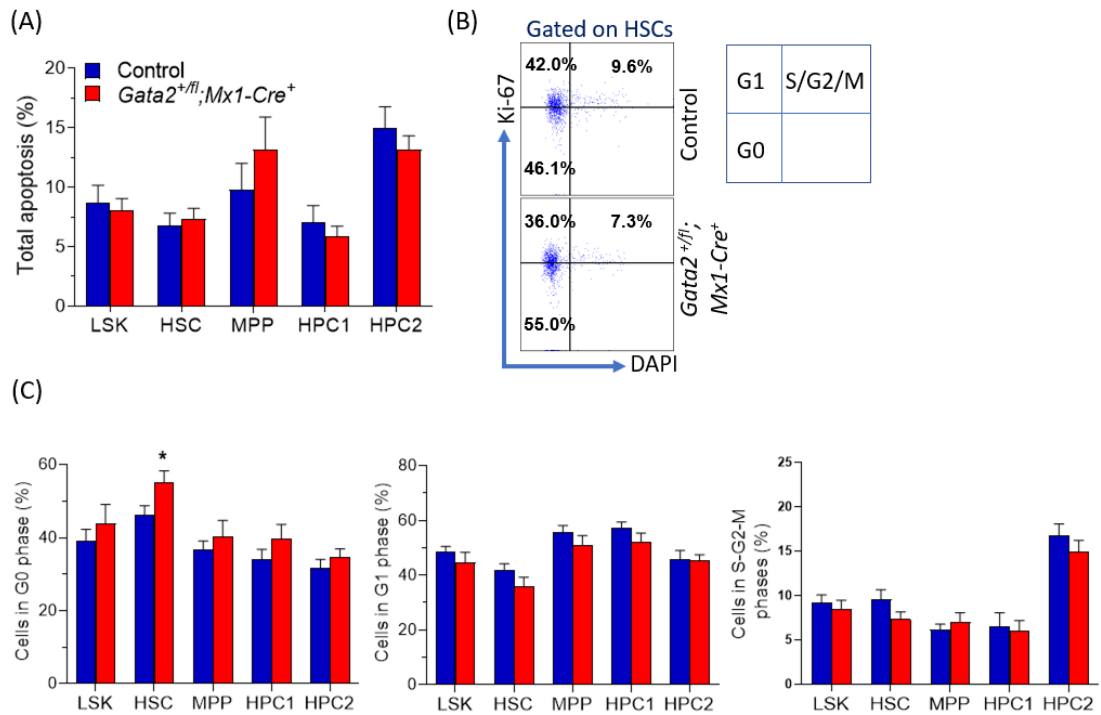 (A)
Total apoptosis (%)
20
15
10
5
0
Control
Gata2+/fl;Mx1-Cre+
LSK HSC MPP HPC1 HPC2
(B)
Gated on HSCs
Ki-67
42.0% 9.6%
46.1%
Control
36.0% 7.3%
55.0%
Gata2+/fl;
Mx1-Cre+
DAPI
G1 S/G2/M
G0
(C)
Cells in G0 phase (%)
60
40
20
0
*
LSK HSC MPP HPC1 HPC2
Cells in G1 phase (%)
80
60
40
20
0
LSK HSC MPP HPC1 HPC2
Cells in S-G2-M
phases (%)
25
20
15
10
5
0
LSK HSC MPP HPC1 HPC2